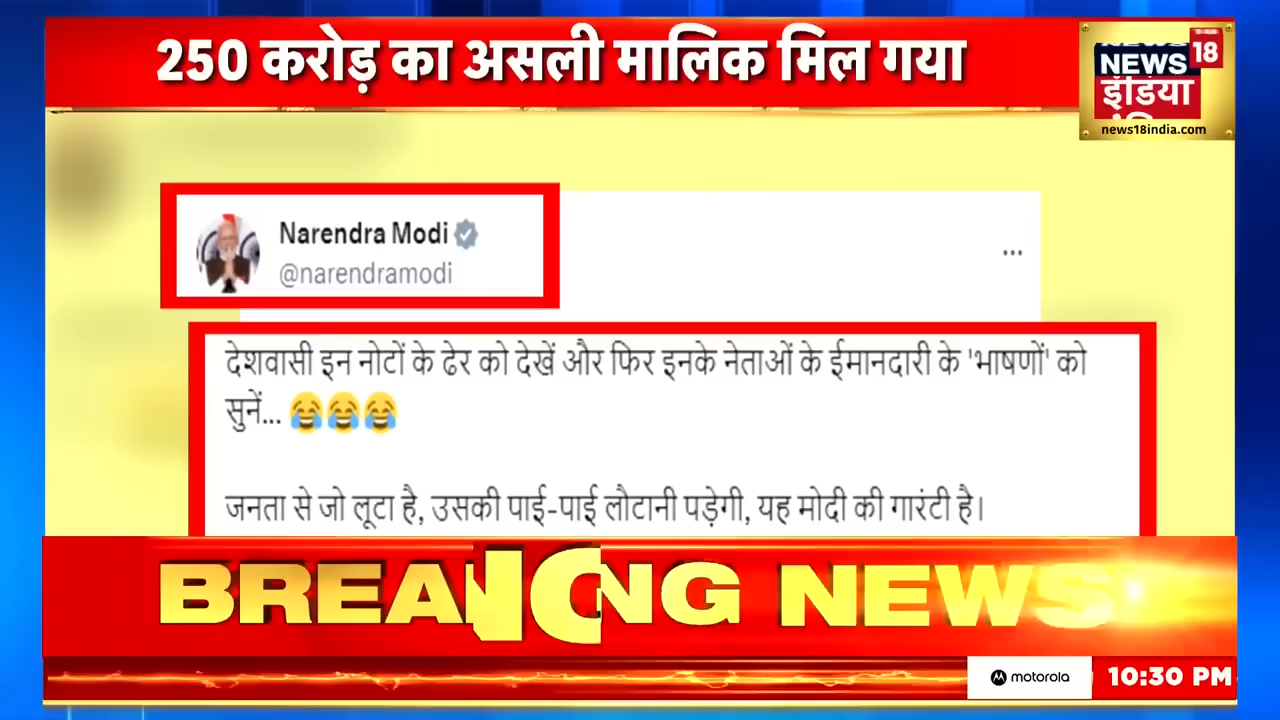 250 करोड़ का असली मालिक मिल गया
NEWS 18
इंडिया
news18india.com
Narendra Modi
@narendramodi
...
देशवासी इन नोटों के ढेर को देखें और फिर इनके नेताओं के ईमानदारी के 'भाषणों' को
सुनें... 😂😂😂
जनता से जो लूटा है, उसकी पाई-पाई लौटानी पड़ेगी, यह मोदी की गारंटी है।
NEWS
motorola
10:30 PM